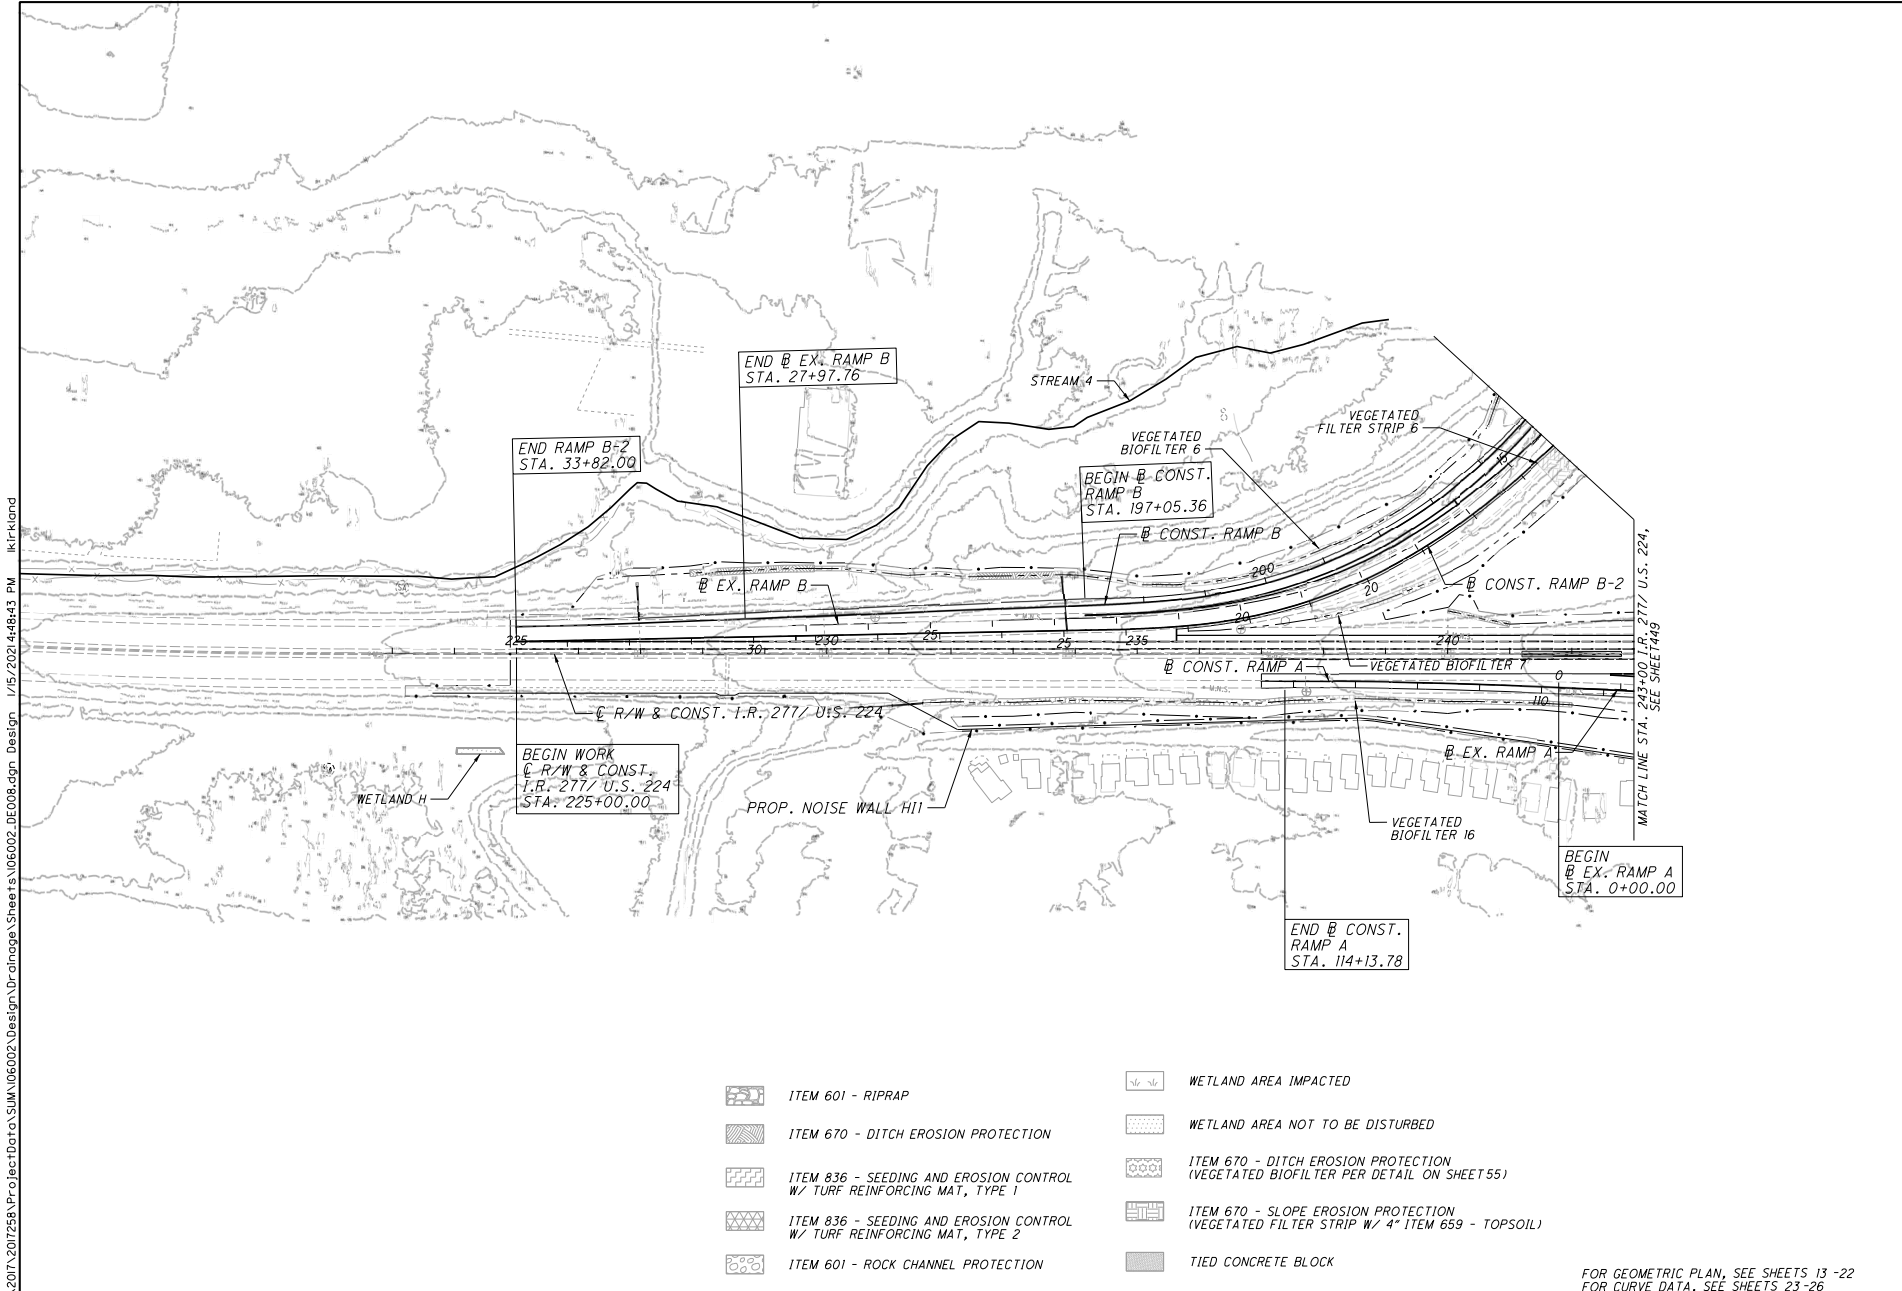 END ⅊ EX. RAMP B
STA. 27+97.76
STREAM 4
VEGETATED
FILTER STRIP 6
END RAMP B-2
STA. 33+82.00
VEGETATED
BIOFILTER 6
BEGIN ⅊ CONST.
RAMP B
STA. 197+05.36
⅊ CONST. RAMP B
⅊ EX. RAMP B
200
20
⅊ CONST. RAMP B-2
225
30
230
25
25
235
20
240
⅊ CONST. RAMP A
VEGETATED BIOFILTER 7
0
110
℄ R/W & CONST. I.R. 277/ U.S. 224
⅊ EX. RAMP A
BEGIN WORK
℄ R/W & CONST.
I.R. 277/ U.S. 224
STA. 225+00.00
WETLAND H
PROP. NOISE WALL H11
VEGETATED
BIOFILTER 16
BEGIN
⅊ EX. RAMP A
STA. 0+00.00
END ⅊ CONST.
RAMP A
STA. 114+13.78
MATCH LINE STA. 243+00 I.R. 277/ U.S. 224,
SEE SHEET 449
ITEM 601 - RIPRAP
ITEM 670 - DITCH EROSION PROTECTION
ITEM 836 - SEEDING AND EROSION CONTROL
W/ TURF REINFORCING MAT, TYPE 1
ITEM 836 - SEEDING AND EROSION CONTROL
W/ TURF REINFORCING MAT, TYPE 2
ITEM 601 - ROCK CHANNEL PROTECTION
WETLAND AREA IMPACTED
WETLAND AREA NOT TO BE DISTURBED
ITEM 670 - DITCH EROSION PROTECTION
(VEGETATED BIOFILTER PER DETAIL ON SHEET 55)
ITEM 670 - SLOPE EROSION PROTECTION
(VEGETATED FILTER STRIP W/ 4" ITEM 659 - TOPSOIL)
TIED CONCRETE BLOCK
FOR GEOMETRIC PLAN, SEE SHEETS 13 -22
FOR CURVE DATA, SEE SHEETS 23 -26
.2017\2017258\ProjectData\SUM\106002\Design\Drainage\Sheets\106002_DE008.dgn Design 1/15/2021 4:48:43 PM lkirkland